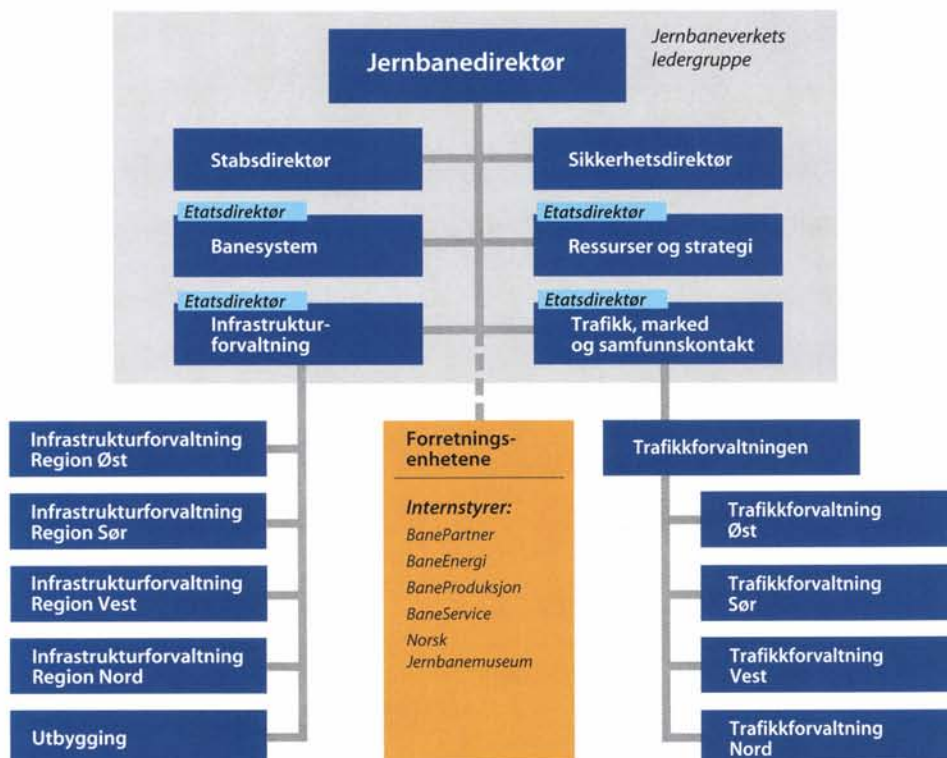 Jernbaneverkets
ledergruppe
Jernbanedirektør
Stabsdirektør
Sikkerhetsdirektør
Etatsdirektør
Banesystem
Etatsdirektør
Ressurser og strategi
Etatsdirektør
Infrastruktur-
forvaltning
Etatsdirektør
Trafikk, marked
og samfunnskontakt
Infrastrukturforvaltning
Region Øst
Infrastrukturforvaltning
Region Sør
Infrastrukturforvaltning
Region Vest
Infrastrukturforvaltning
Region Nord
Utbygging
Forretnings-
enhetene
Internstyrer:
BanePartner
BaneEnergi
BaneProduksjon
BaneService
Norsk
Jernbanemuseum
Trafikkforvaltningen
Trafikkforvaltning
Øst
Trafikkforvaltning
Sør
Trafikkforvaltning
Vest
Trafikkforvaltning
Nord